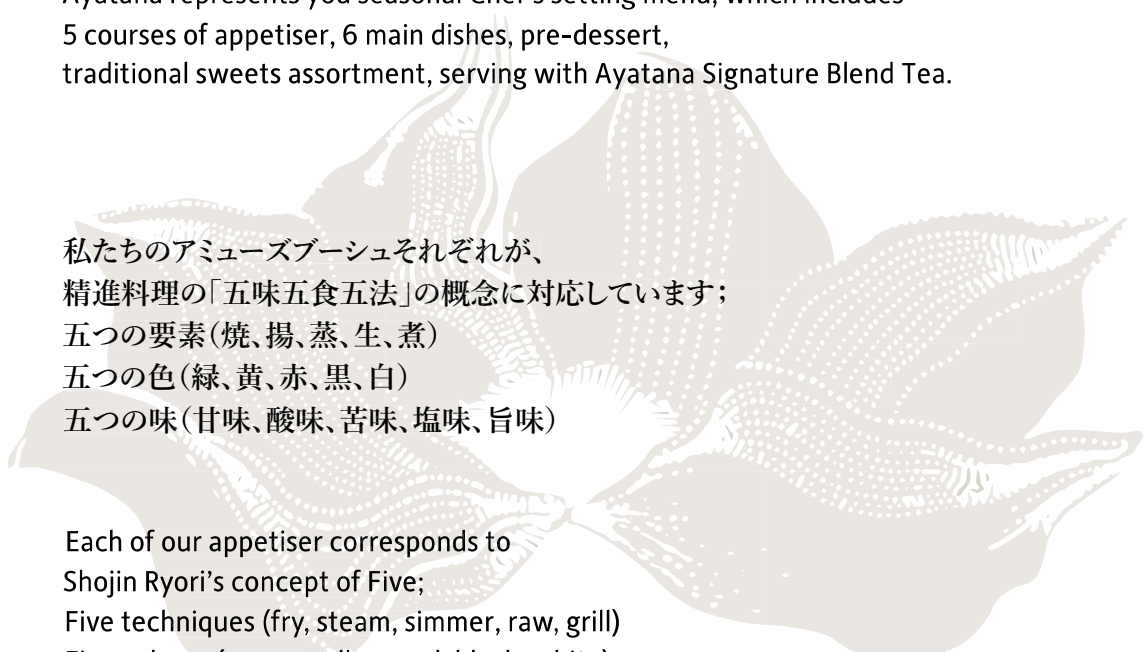 Ayatana represents you seasonal Chef's setting menu, which includes
5 courses of appetiser, 6 main dishes, pre-dessert,
traditional sweets assortment, serving with Ayatana Signature Blend Tea.
私たちのアミューズブーシュそれぞれが、
精進料理の「五味五食五法」の概念に対応しています；
五つの要素（焼、揚、蒸、生、煮）
五つの色（緑、黄、赤、黒、白）
五つの味（甘味、酸味、苦味、塩味、旨味）
Each of our appetiser corresponds to
Shojin Ryori’s concept of Five;
Five techniques (fry, steam, simmer, raw, grill)